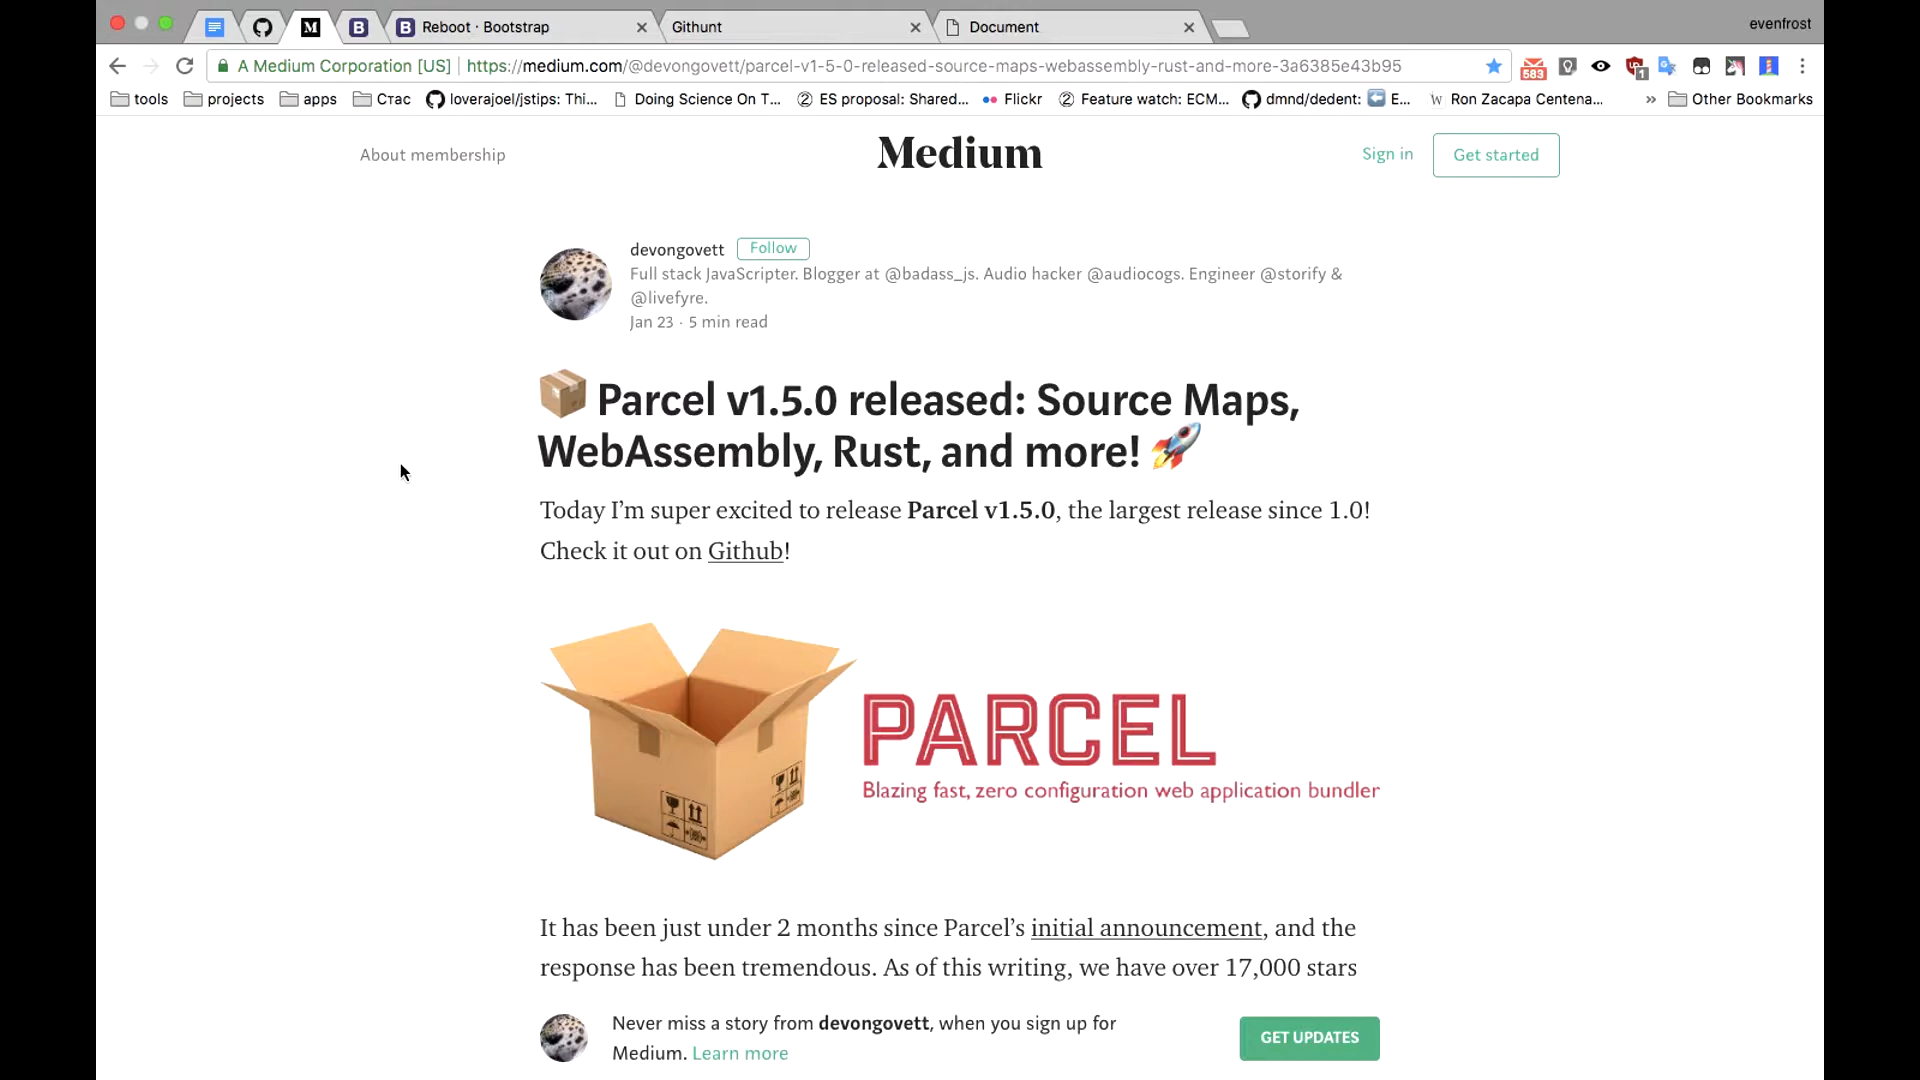 Reboot · Bootstrap
Githunt
Document
evenfrost
A Medium Corporation [US]
https://medium.com/@devongovett/parcel-v1-5-0-released-source-maps-webassembly-rust-and-more-3a6385e43b95
583
1
tools
projects
apps
Стас
loverajoel/jstips: Thi...
Doing Science On T...
ES proposal: Shared...
Flickr
Feature watch: ECM...
dmnd/dedent: ⬅️ E...
Ron Zacapa Centena...
»
Other Bookmarks
About membership
Medium
Sign in
Get started
devongovett
Follow
Full stack JavaScripter. Blogger at @badass_js. Audio hacker @audiocogs. Engineer @storify &
@livefyre.
Jan 23 · 5 min read
📦 Parcel v1.5.0 released: Source Maps,
WebAssembly, Rust, and more! 🚀
Today I’m super excited to release Parcel v1.5.0, the largest release since 1.0!
Check it out on Github!
PARCEL
Blazing fast, zero configuration web application bundler
It has been just under 2 months since Parcel’s initial announcement, and the
response has been tremendous. As of this writing, we have over 17,000 stars
Never miss a story from devongovett, when you sign up for
Medium. Learn more
GET UPDATES